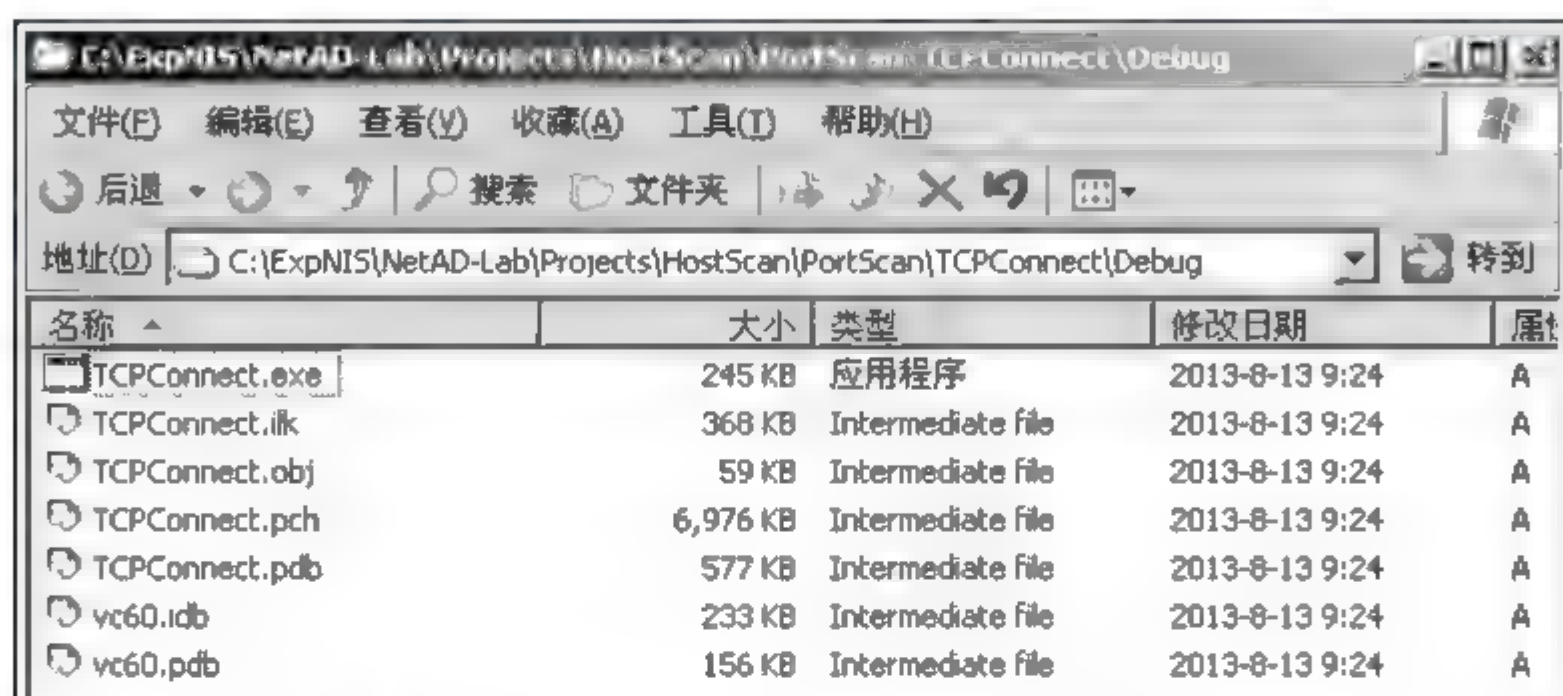 C:\ExpNIS\NetAD-Lab\Projects\HostScan\PortScan\TCPConnect\Debug
文件(F) 编辑(E) 查看(V) 收藏(A) 工具(T) 帮助(H)
后退 搜索 文件夹
地址(D) C:\ExpNIS\NetAD-Lab\Projects\HostScan\PortScan\TCPConnect\Debug 转到
名称 大小 类型 修改日期 属性
TCPConnect.exe 245 KB 应用程序 2013-8-13 9:24 A
TCPConnect.ilk 368 KB Intermediate file 2013-8-13 9:24 A
TCPConnect.obj 59 KB Intermediate file 2013-8-13 9:24 A
TCPConnect.pch 6,976 KB Intermediate file 2013-8-13 9:24 A
TCPConnect.pdb 577 KB Intermediate file 2013-8-13 9:24 A
vc60.idb 233 KB Intermediate file 2013-8-13 9:24 A
vc60.pdb 156 KB Intermediate file 2013-8-13 9:24 A